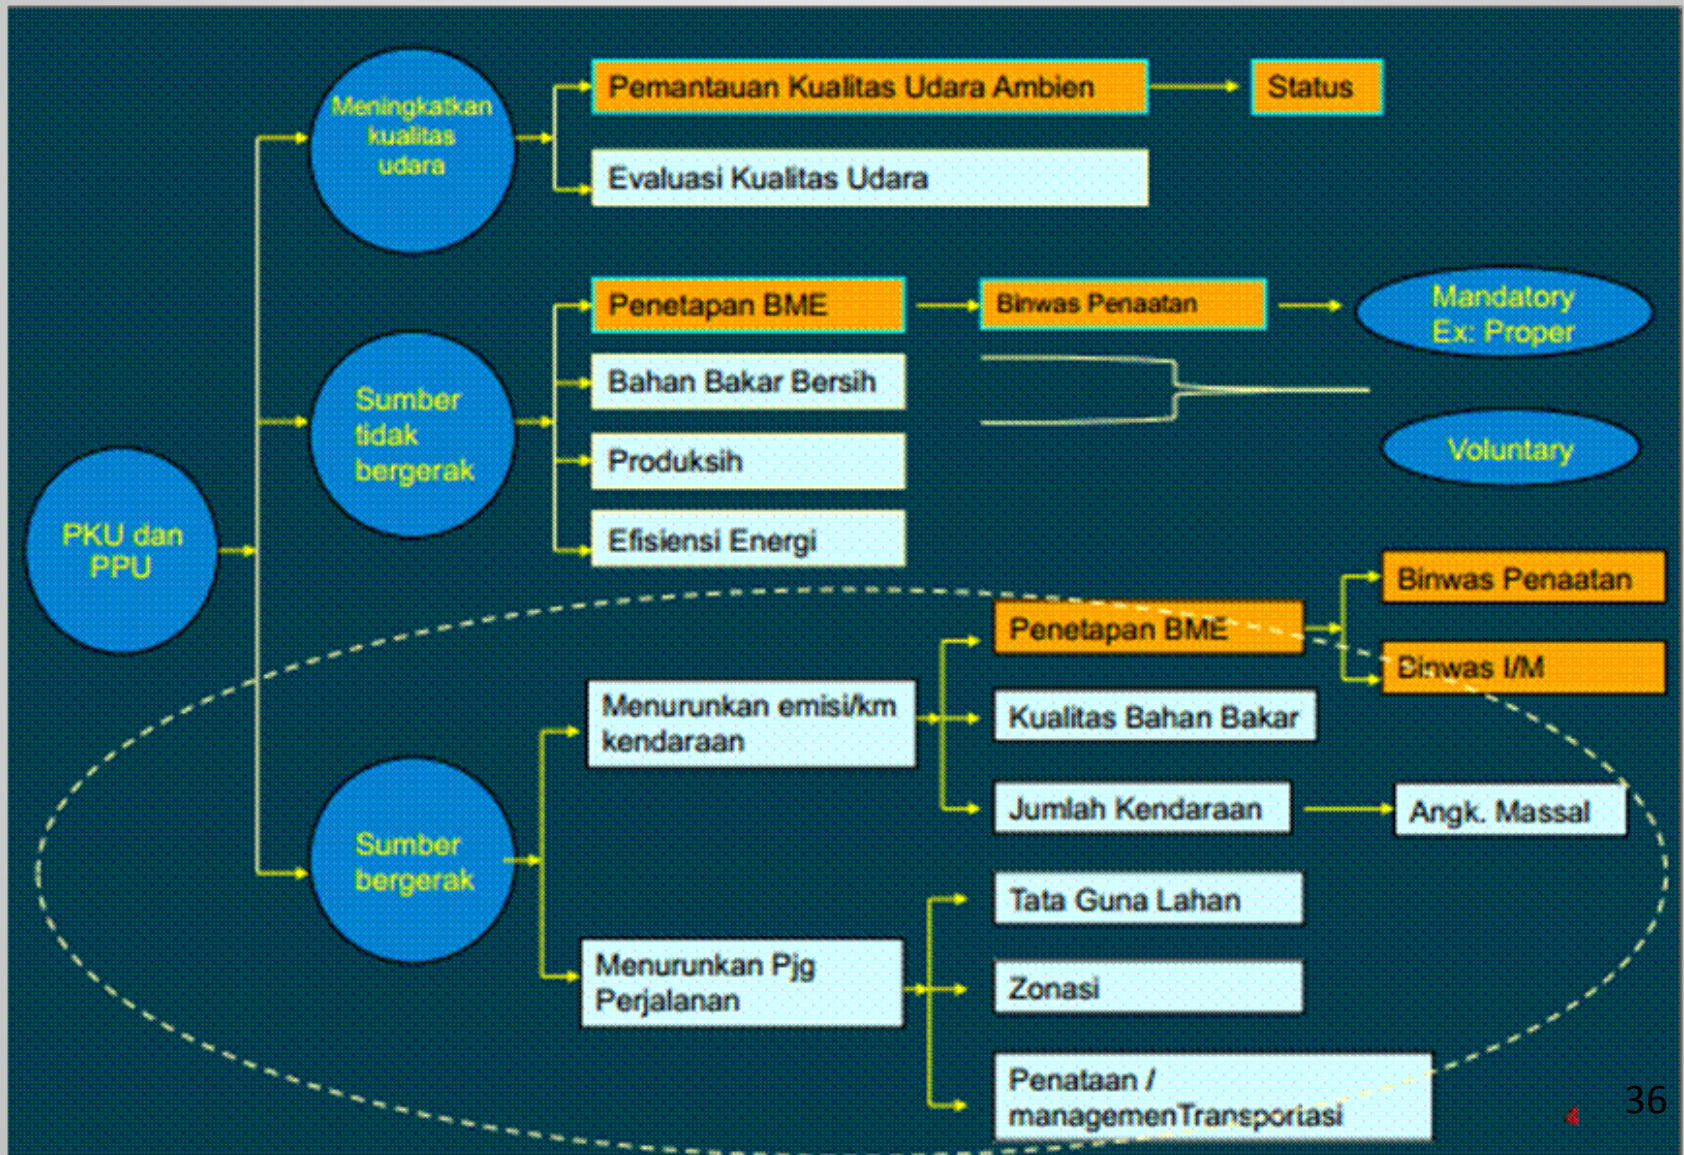 Meningkatkan
kualitas
udara
Pemantauan Kualitas Udara Ambien
Status
Evaluasi Kualitas Udara
PKU dan
PPU
Sumber
tidak
bergerak
Penetapan BME
Binwas Penaatan
Mandatory
Ex: Proper
Bahan Bakar Bersih
Produksih
Efisiensi Energi
Voluntary
Sumber
bergerak
Menurunkan emisi/km
kendaraan
Penetapan BME
Binwas Penaatan
Binwas I/M
Kualitas Bahan Bakar
Jumlah Kendaraan
Angk. Massal
Menurunkan Pjg
Perjalanan
Tata Guna Lahan
Zonasi
Penataan /
managemenTransportasi
4
36